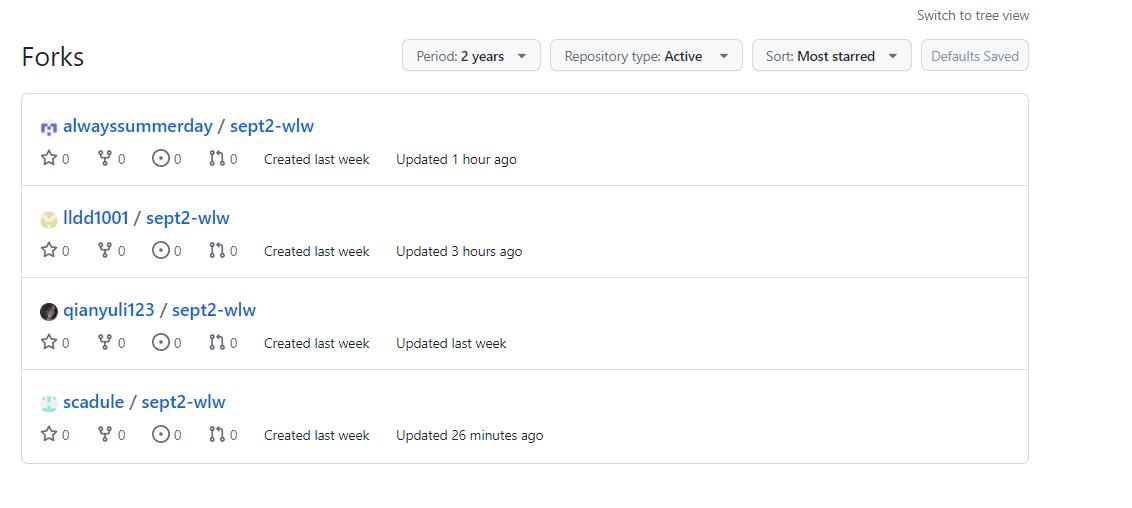 Switch to tree view
Forks Period: 2 years Repository type: Active Sort: Most starred Defaults Saved
alwayssummerday / sept2-wlw
0 0 0 0 Created last week Updated 1 hour ago
lldd1001 / sept2-wlw
0 0 0 0 Created last week Updated 3 hours ago
qianyuli123 / sept2-wlw
0 0 0 0 Created last week Updated last week
scadule / sept2-wlw
0 0 0 0 Created last week Updated 26 minutes ago